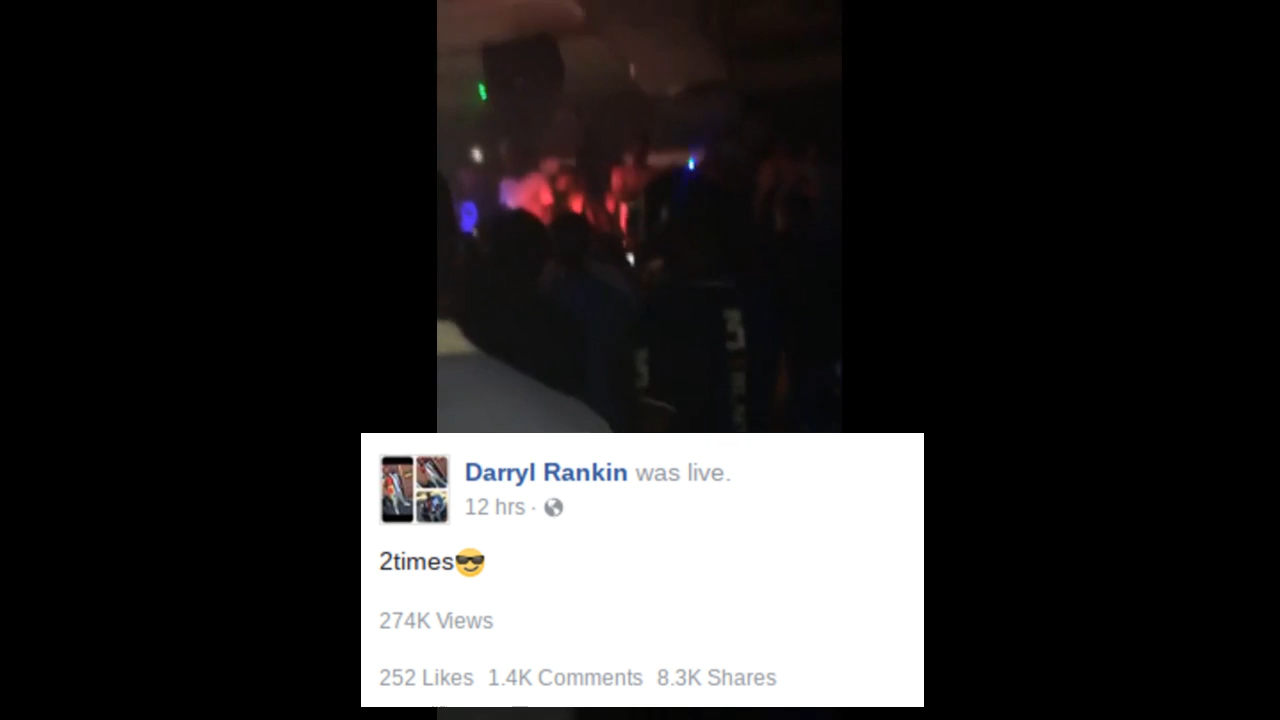 Darryl Rankin was live.
12 hrs ·
2times😎
274K Views
252 Likes 1.4K Comments 8.3K Shares